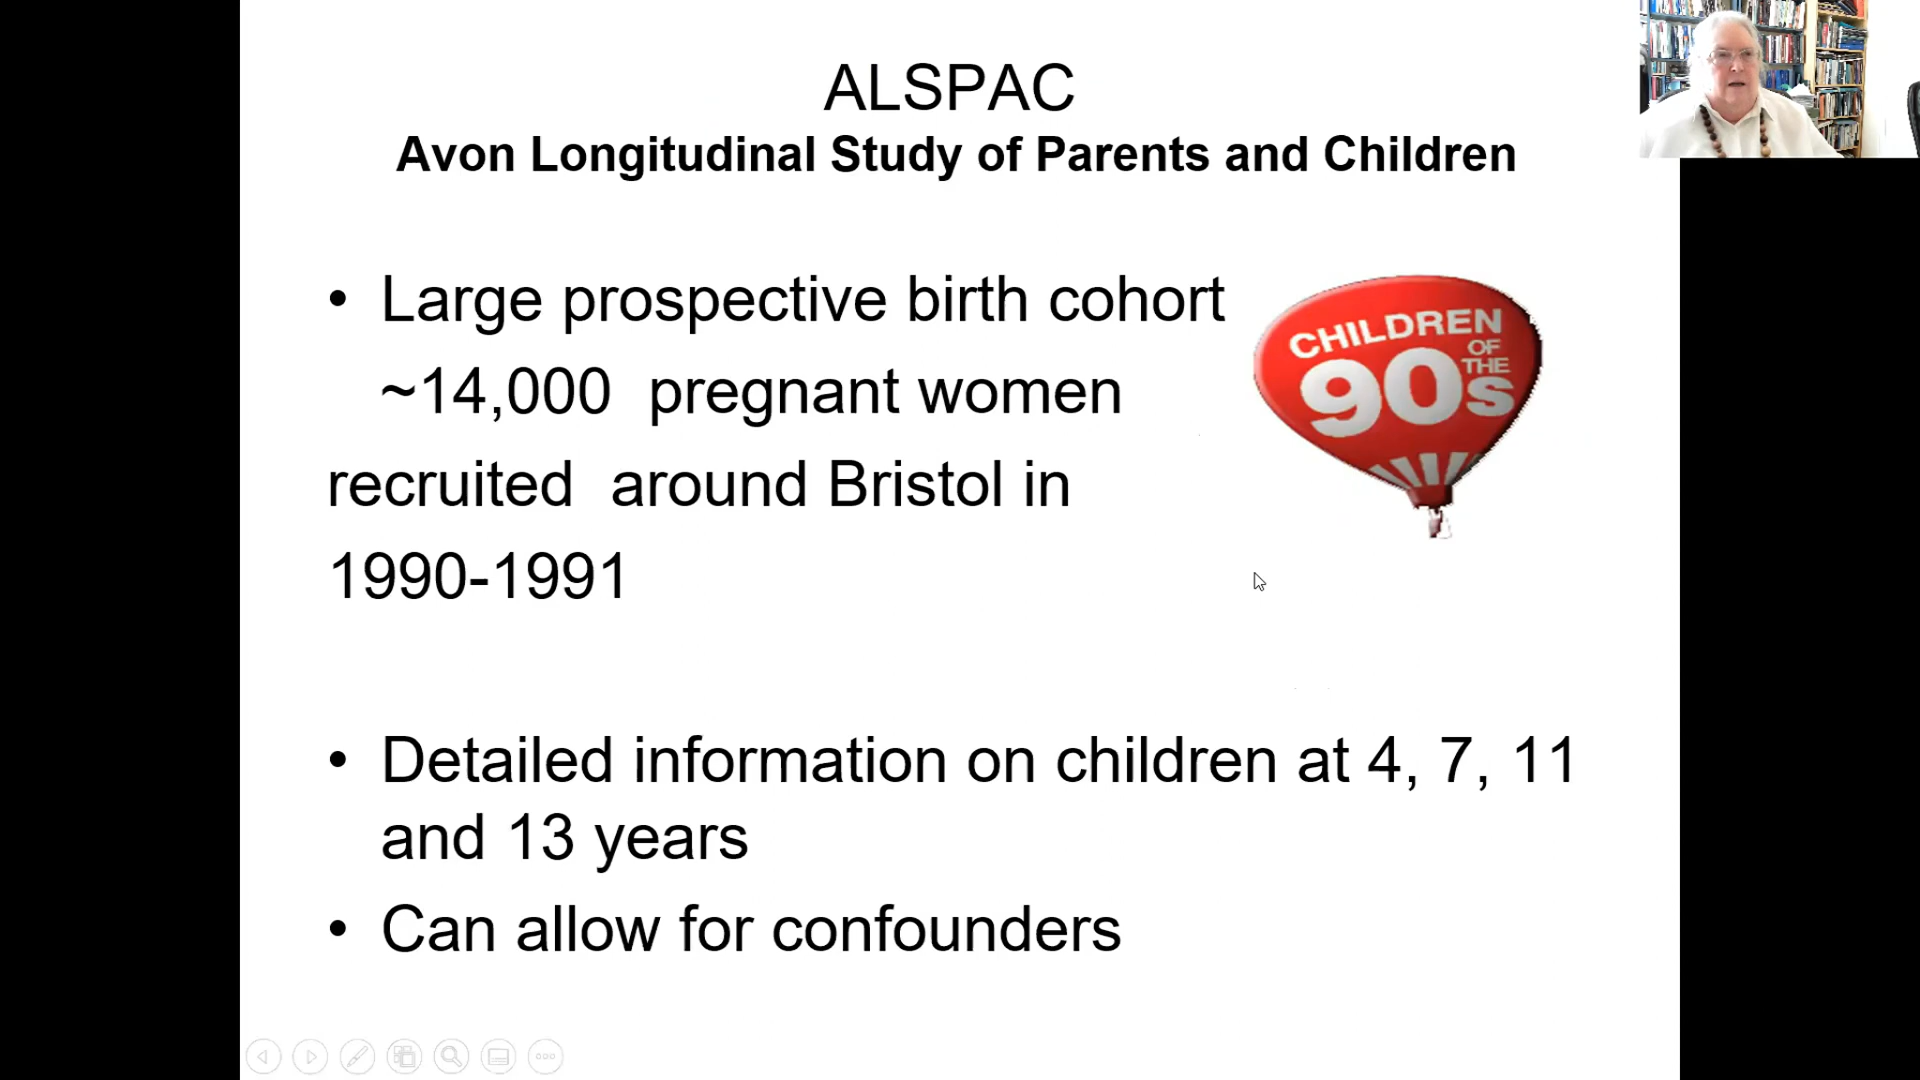 ALSPAC
Avon Longitudinal Study of Parents and Children
• Large prospective birth cohort
~14,000 pregnant women
recruited around Bristol in
1990-1991
CHILDREN
OF
THE
90s
• Detailed information on children at 4, 7, 11
and 13 years
• Can allow for confounders